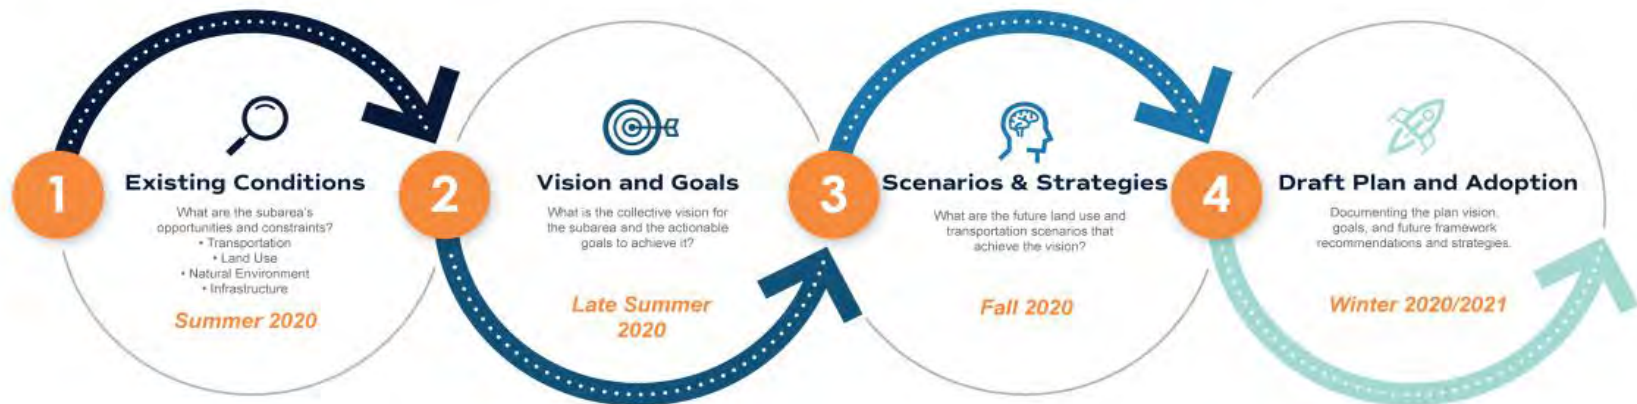 1
Existing Conditions
What are the subarea's
opportunities and constraints?
• Transportation
• Land Use
• Natural Environment
• Infrastructure
Summer 2020
2
Vision and Goals
What is the collective vision for
the subarea and the actionable
goals to achieve it?
Late Summer
2020
3
Scenarios & Strategies
What are the future land use and
transportation scenarios that
achieve the vision?
Fall 2020
4
Draft Plan and Adoption
Documenting the plan vision,
goals, and future framework
recommendations and strategies.
Winter 2020/2021